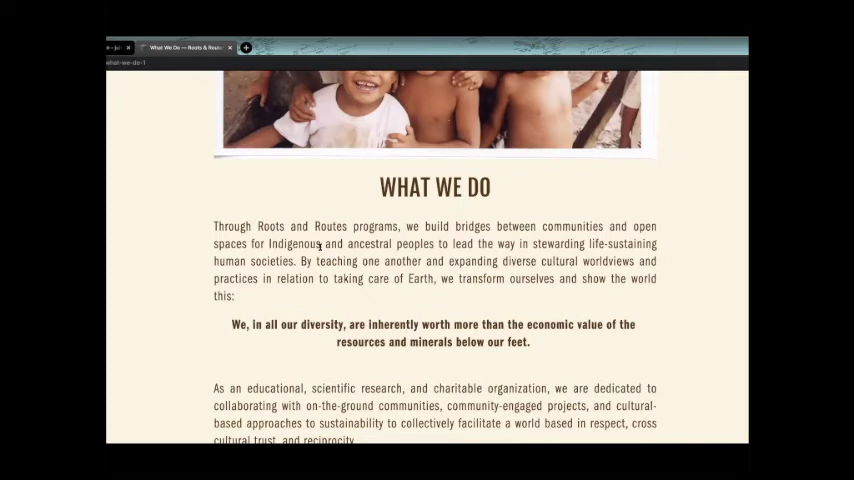 What We Do — Roots & Route
what-we-do-1
WHAT WE DO
Through Roots and Routes programs, we build bridges between communities and open
spaces for Indigenous and ancestral peoples to lead the way in stewarding life-sustaining
human societies. By teaching one another and expanding diverse cultural worldviews and
practices in relation to taking care of Earth, we transform ourselves and show the world
this:
We, in all our diversity, are inherently worth more than the economic value of the
resources and minerals below our feet.
As an educational, scientific research, and charitable organization, we are dedicated to
collaborating with on-the-ground communities, community-engaged projects, and cultural-
based approaches to sustainability to collectively facilitate a world based in respect, cross
cultural trust, and reciprocity.